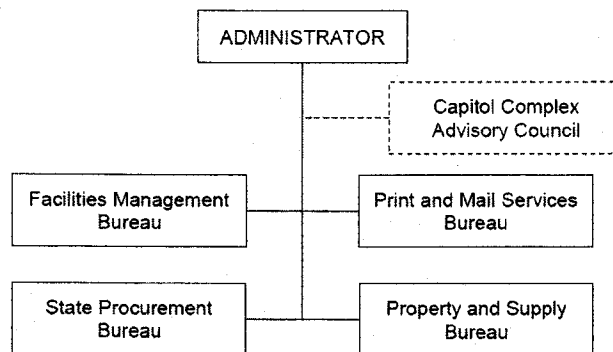 ADMINISTRATOR
Capitol Complex
Advisory Council
Facilities Management
Bureau
Print and Mail Services
Bureau
State Procurement
Bureau
Property and Supply
Bureau